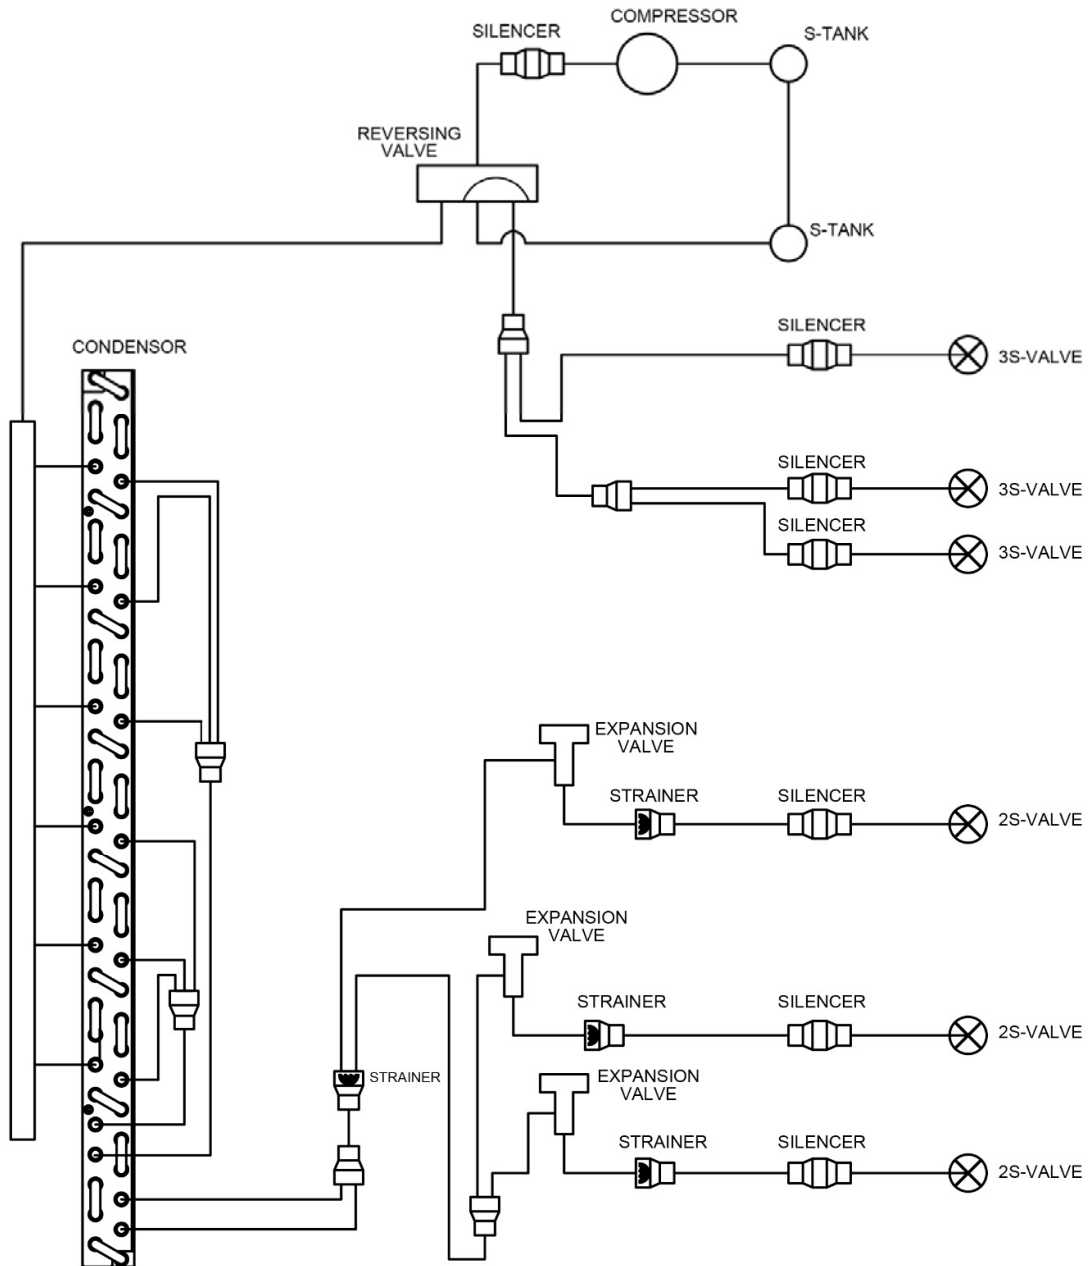 COMPRESSOR
SILENCER
S-TANK
REVERSING
VALVE
S-TANK
SILENCER
CONDENSOR
3S-VALVE
SILENCER
3S-VALVE
SILENCER
3S-VALVE
EXPANSION
VALVE
STRAINER
SILENCER
2S-VALVE
EXPANSION
VALVE
STRAINER
SILENCER
2S-VALVE
STRAINER
EXPANSION
VALVE
STRAINER
SILENCER
2S-VALVE